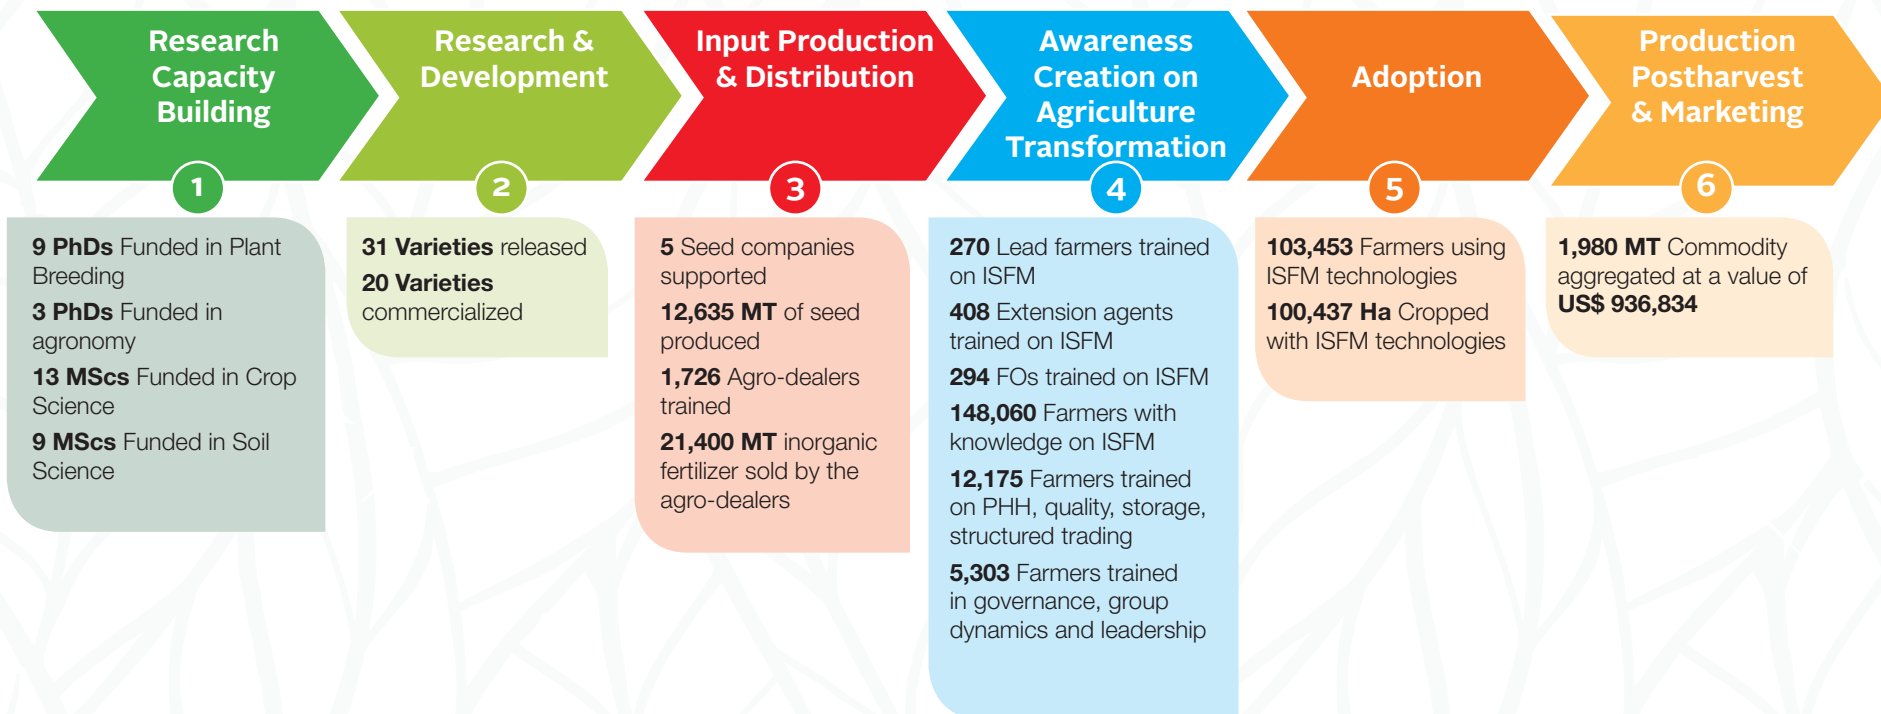 Research
Capacity
Building
1
9 PhDs Funded in Plant
Breeding
3 PhDs Funded in
agronomy
13 MScs Funded in Crop
Science
9 MScs Funded in Soil
Science
Research &
Development
2
31 Varieties released
20 Varieties
commercialized
Input Production
& Distribution
3
5 Seed companies
supported
12,635 MT of seed
produced
1,726 Agro-dealers
trained
21,400 MT inorganic
fertilizer sold by the
agro-dealers
Awareness
Creation on
Agriculture
Transformation
4
270 Lead farmers trained
on ISFM
408 Extension agents
trained on ISFM
294 FOs trained on ISFM
148,060 Farmers with
knowledge on ISFM
12,175 Farmers trained
on PHH, quality, storage,
structured trading
5,303 Farmers trained
in governance, group
dynamics and leadership
Adoption
5
103,453 Farmers using
ISFM technologies
100,437 Ha Cropped
with ISFM technologies
Production
Postharvest
& Marketing
6
1,980 MT Commodity
aggregated at a value of
US$ 936,834